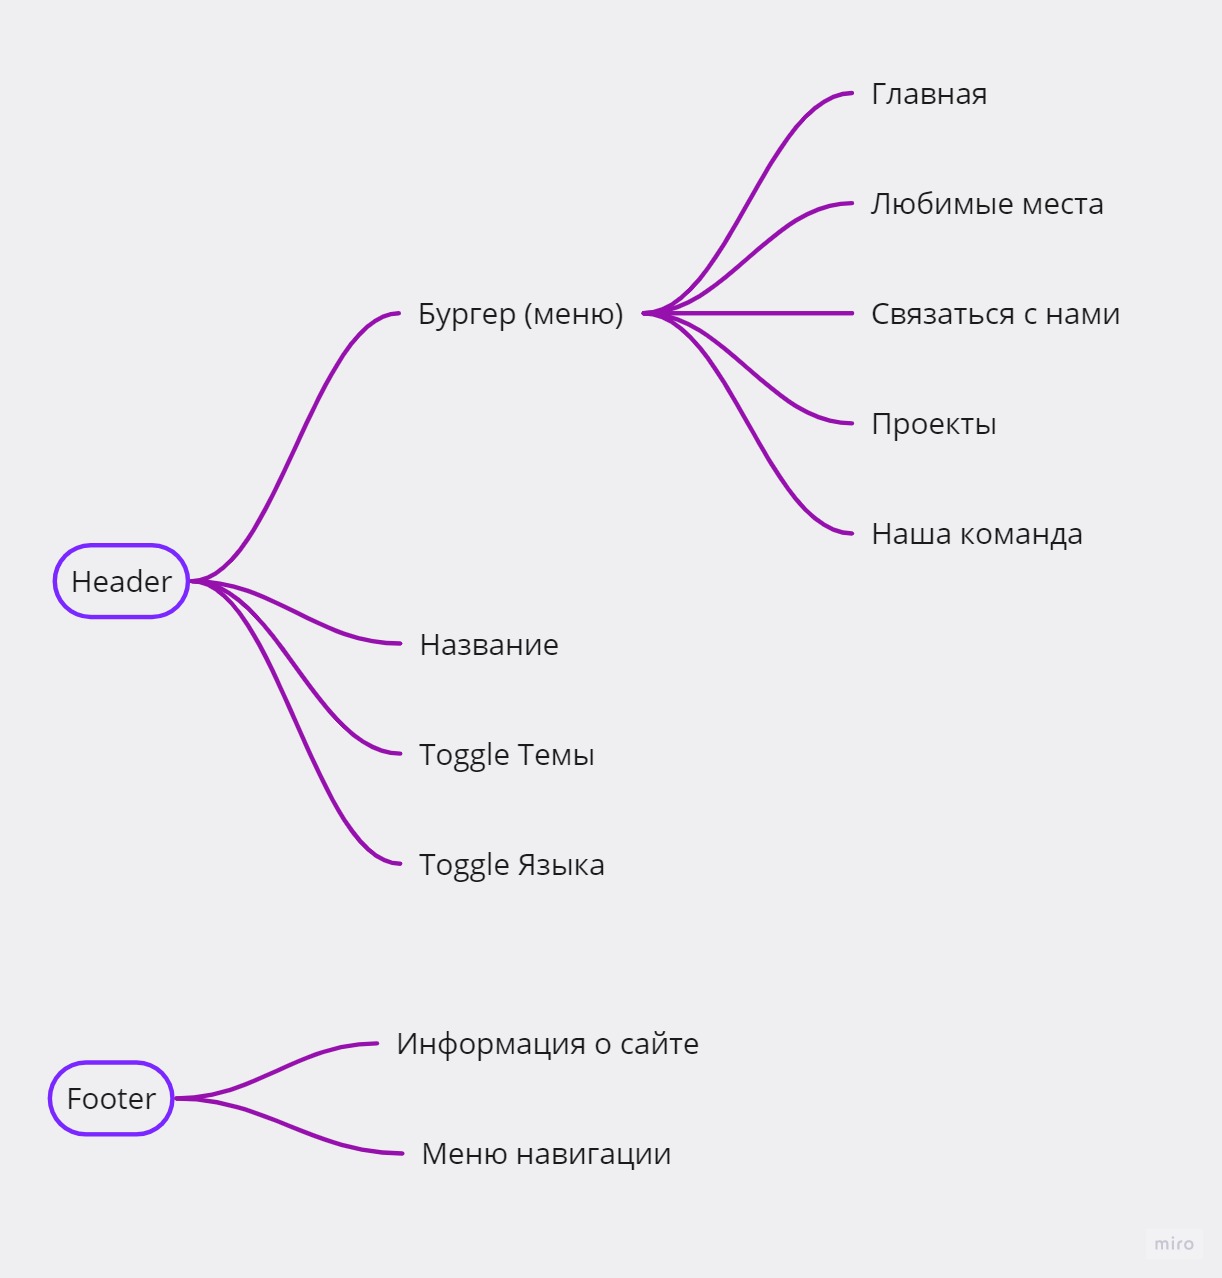 Главная
Любимые места
Бургер (меню)
Связаться с нами
Проекты
Наша команда
Header
Название
Toggle Темы
Toggle Языка
Информация о сайте
Footer
Меню навигации
miro